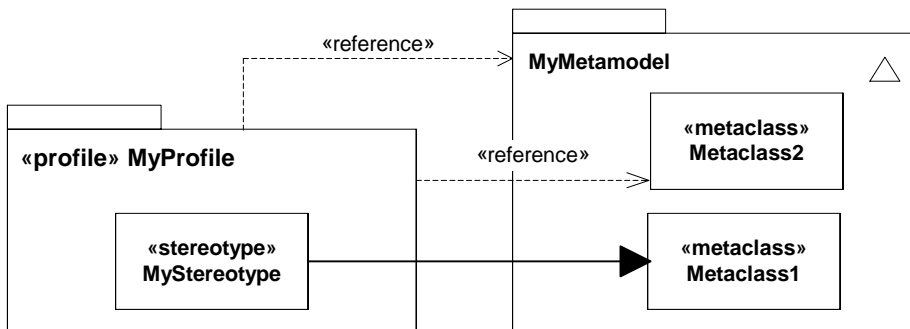 «reference»
MyMetamodel
«profile» MyProfile
«reference»
«metaclass»
Metaclass2
«stereotype»
MyStereotype
«metaclass»
Metaclass1